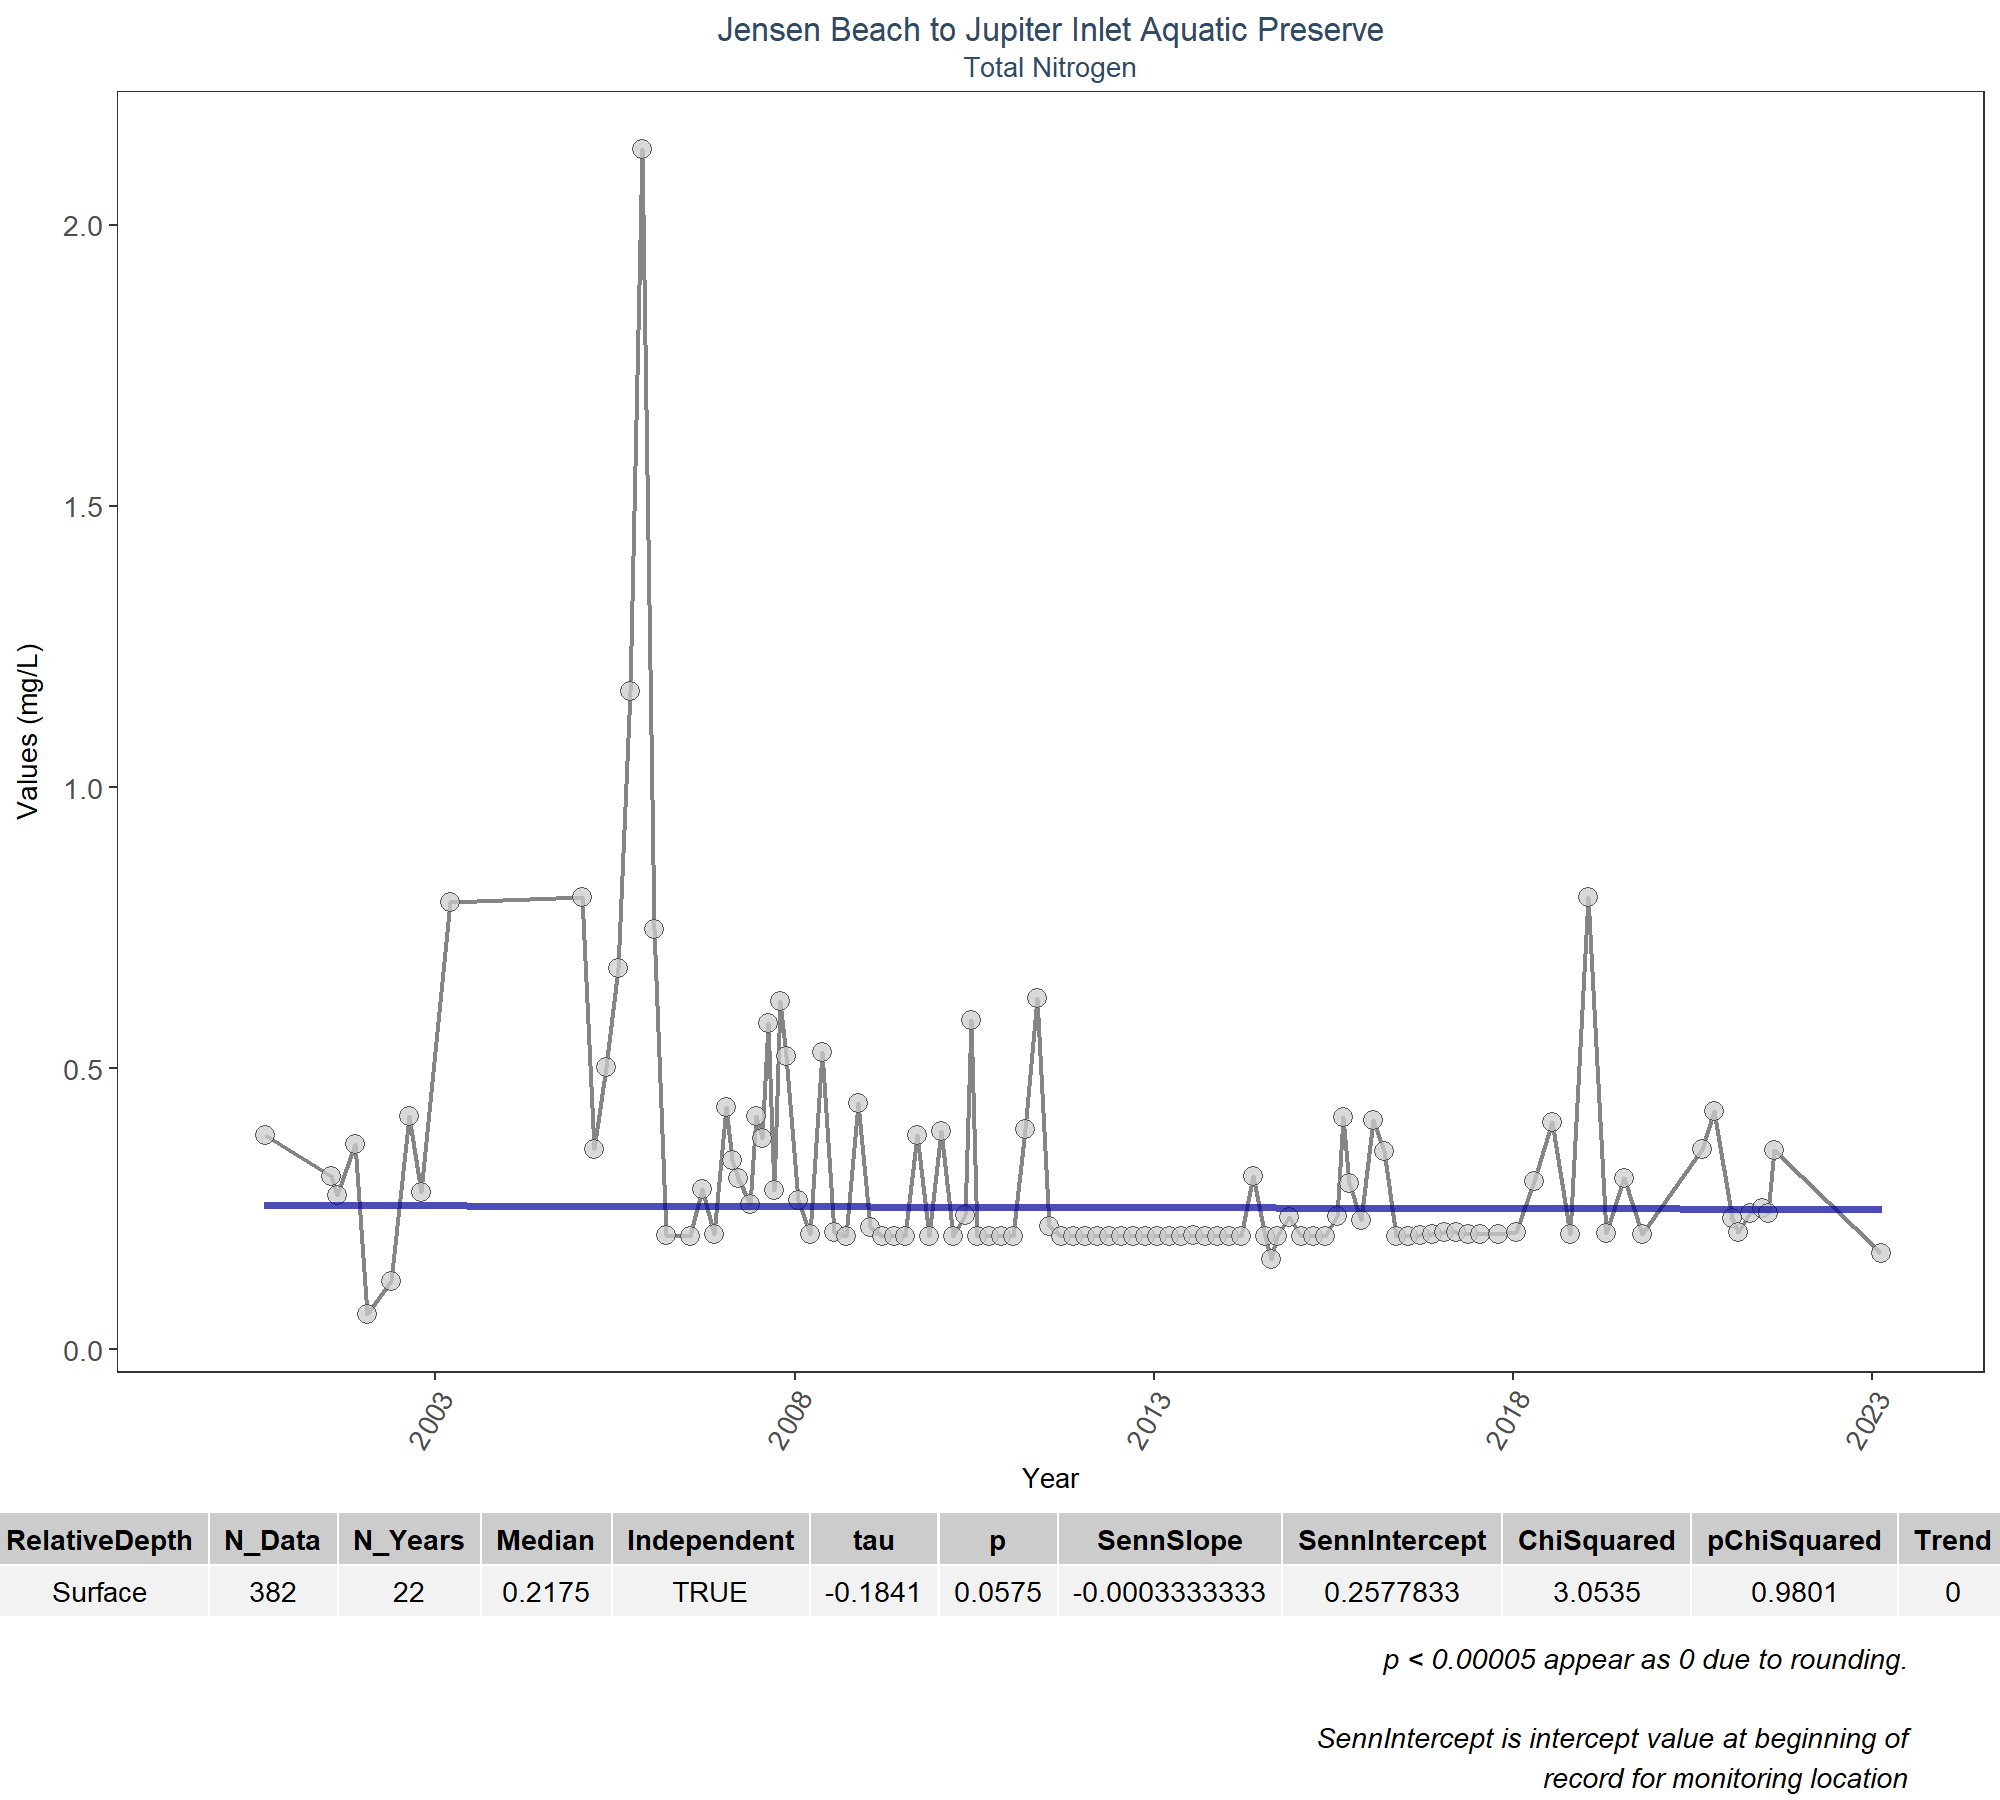 Jensen Beach to Jupiter Inlet Aquatic Preserve
Total Nitrogen
Values (mg/L)
2.0
1.5
1.0
0.5
0.0
2003 2008 2013 2018 2023
Year
RelativeDepth N_Data N_Years Median Independent tau p SennSlope SennIntercept ChiSquared pChiSquared Trend
Surface 382 22 0.2175 TRUE -0.1841 0.0575 -0.0003333333 0.2577833 3.0535 0.9801 0
p < 0.00005 appear as 0 due to rounding.
SennIntercept is intercept value at beginning of
record for monitoring location